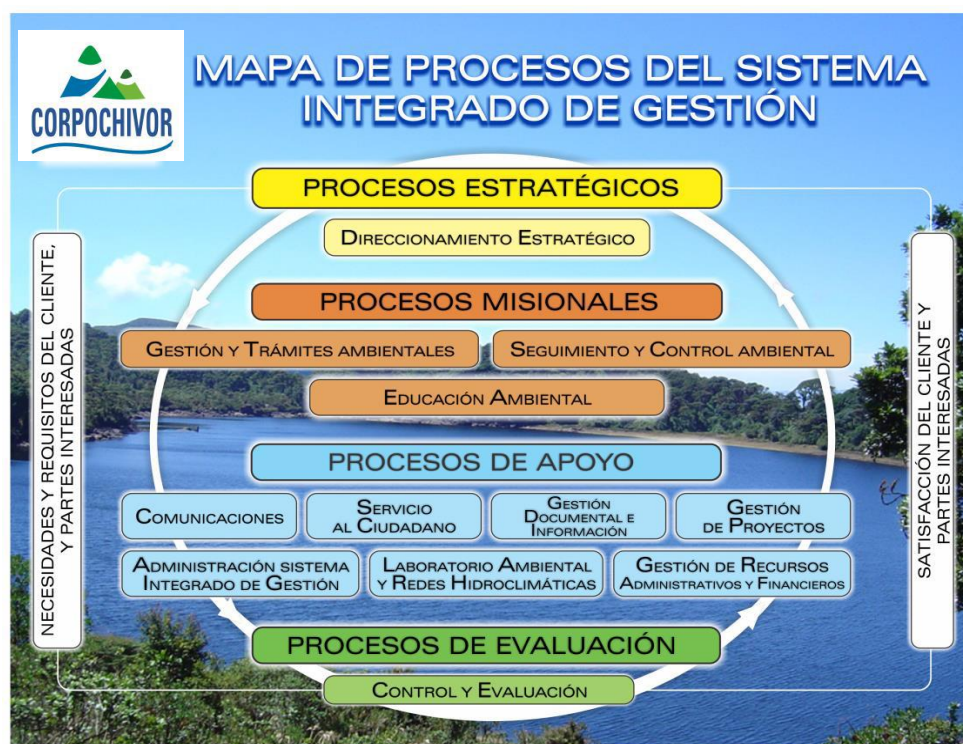 CORPOCHIVOR
MAPA DE PROCESOS DEL SISTEMA
INTEGRADO DE GESTIÓN
PROCESOS ESTRATÉGICOS
DIRECCIONAMIENTO ESTRATÉGICO
NECESIDADES Y REQUISITOS DEL CLIENTE,
Y PARTES INTERESADAS
PROCESOS MISIONALES
GESTIÓN Y TRÁMITES AMBIENTALES
SEGUIMIENTO Y CONTROL AMBIENTAL
EDUCACIÓN AMBIENTAL
PROCESOS DE APOYO
COMUNICACIONES
SERVICIO
AL CIUDADANO
GESTIÓN
DOCUMENTAL E
INFORMACIÓN
GESTIÓN
DE PROYECTOS
ADMINISTRACIÓN SISTEMA
INTEGRADO DE GESTIÓN
LABORATORIO AMBIENTAL
Y REDES HIDROCLIMÁTICAS
GESTIÓN DE RECURSOS
ADMINISTRATIVOS Y FINANCIEROS
PROCESOS DE EVALUACIÓN
CONTROL Y EVALUACIÓN
SATISFACCIÓN DEL CLIENTE Y
PARTES INTERESADAS